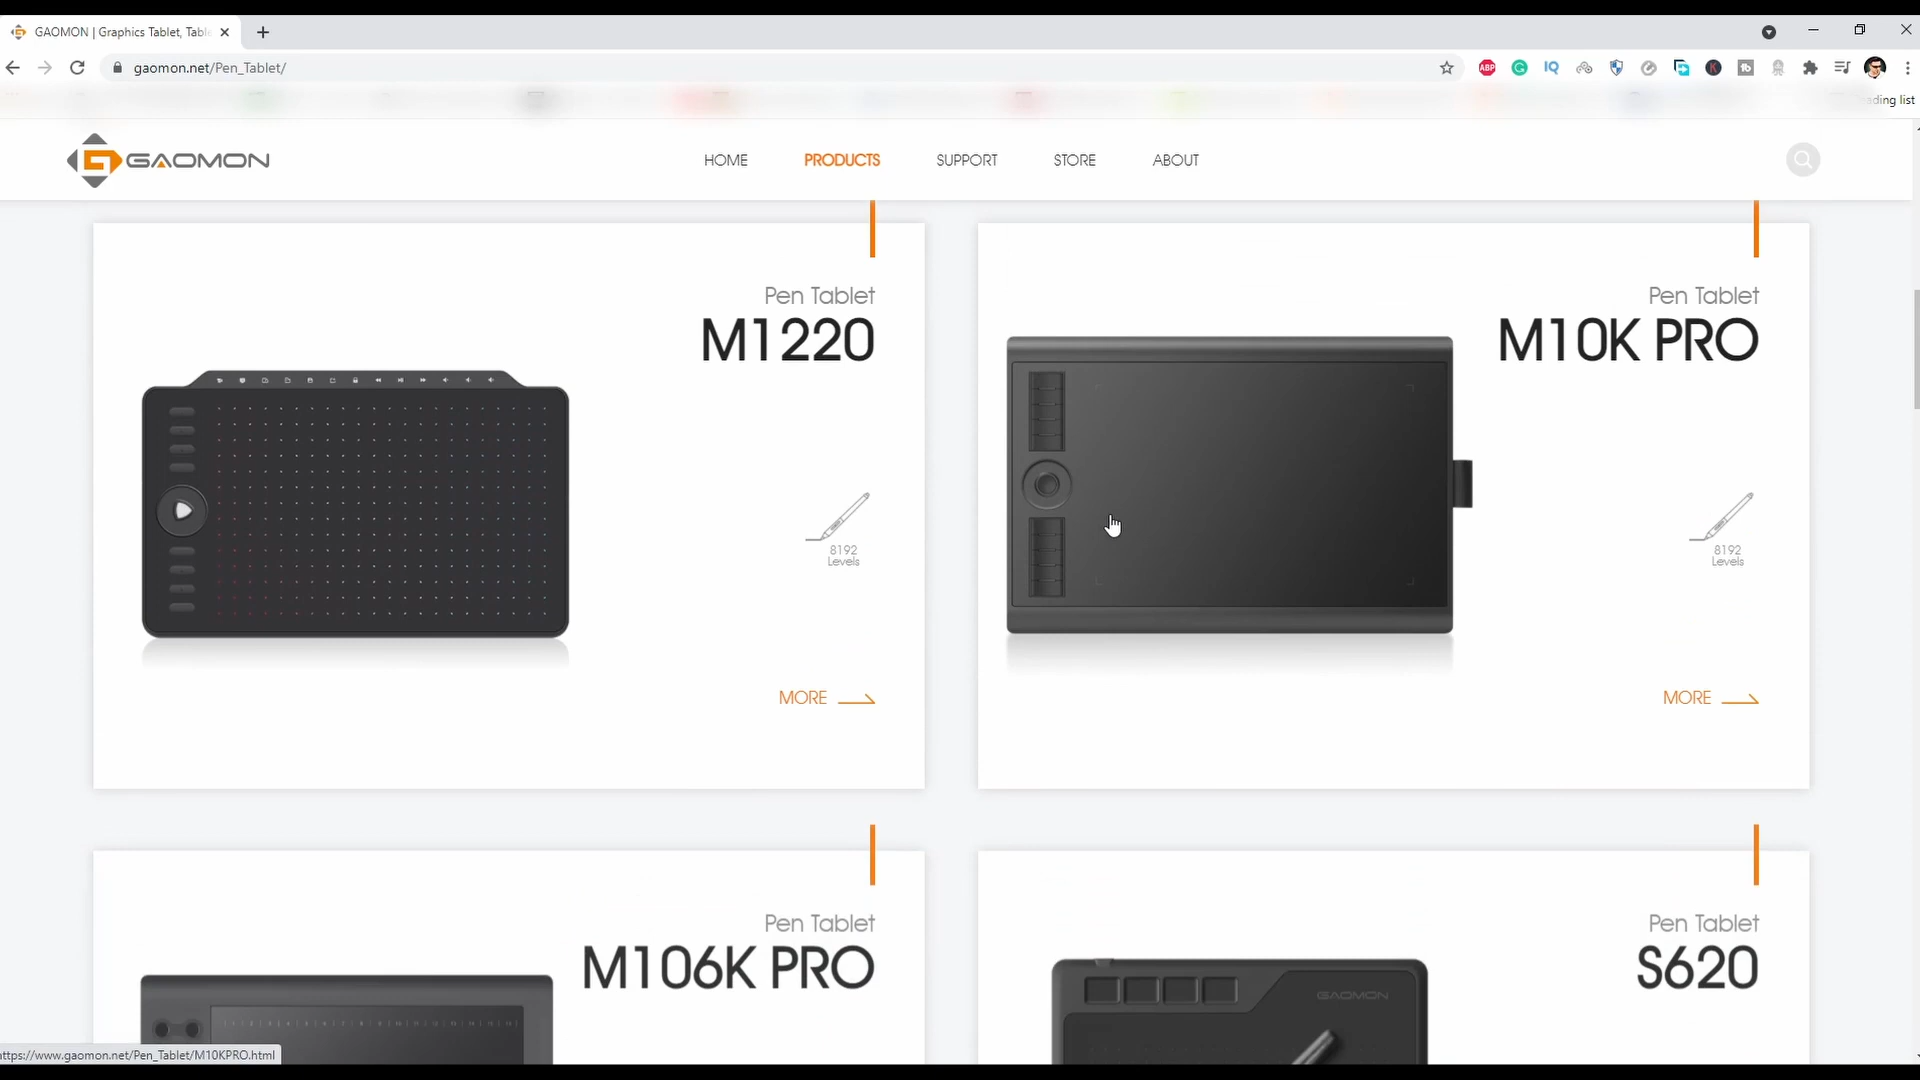 GAOMON | Graphics Tablet, Tabl
gaomon.net/Pen_Tablet/
ABP
IQ
ading list
GAOMON
HOME
PRODUCTS
SUPPORT
STORE
ABOUT
Pen Tablet
M1220
8192
Levels
MORE
Pen Tablet
M10K PRO
8192
Levels
MORE
Pen Tablet
M106K PRO
Pen Tablet
S620
GAOMON
ttps://www.gaomon.net/Pen_Tablet/M10KPRO.html